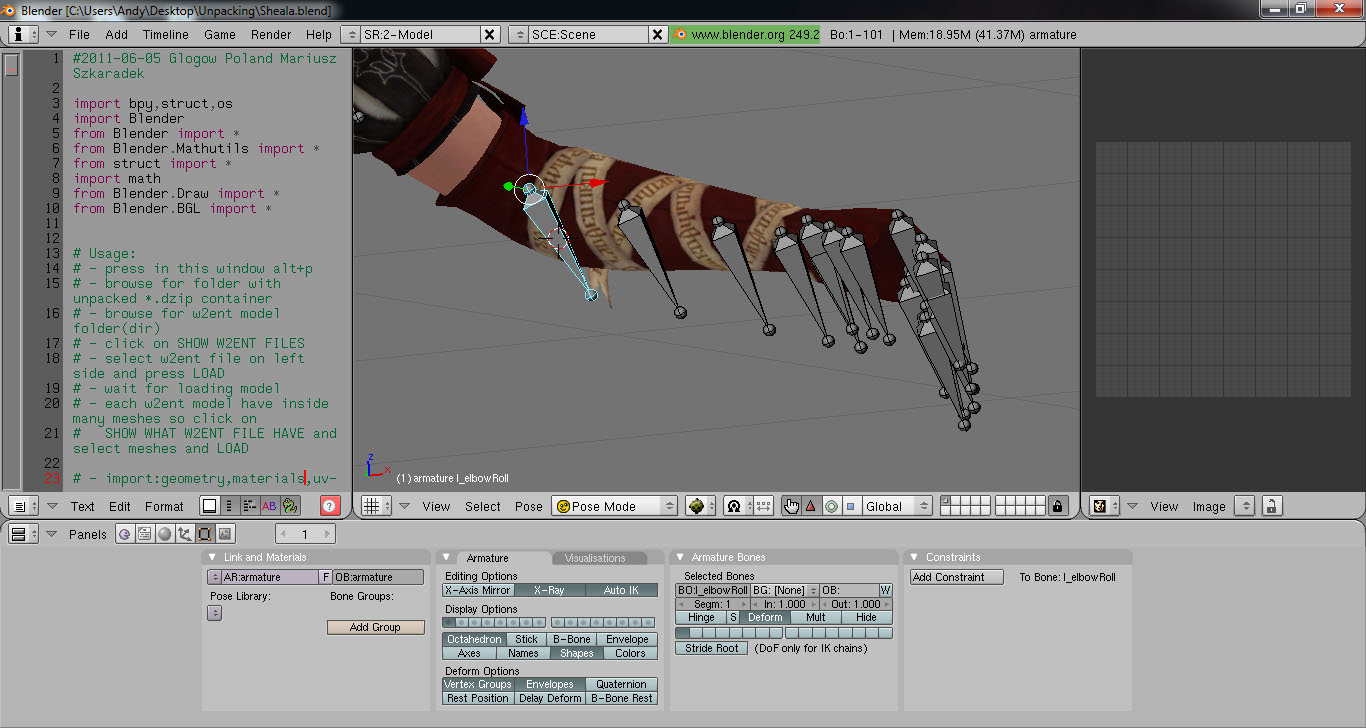 Blender [C:\Users\Andy\Desktop\Unpacking\Sheala.blend]
File Add Timeline Game Render Help SR:2-Model SCE:Scene www.blender.org 249.2 Bo:1-101 | Mem:18.95M (41.37M) armature
1 #2011-06-05 Glogow Poland Mariusz
Szkaradek
2
3 import bpy,struct,os
4 import Blender
5 from Blender import *
6 from Blender.Mathutils import *
7 from struct import *
8 import math
9 from Blender.Draw import *
10 from Blender.BGL import *
11
12
13 # Usage:
14 # - press in this window alt+p
15 # - browse for folder with
unpacked *.dzip container
16 # - browse for w2ent model
folder(dir)
17 # - click on SHOW W2ENT FILES
18 # - select w2ent file on left
side and press LOAD
19 # - wait for loading model
20 # - each w2ent model have inside
many meshes so click on
21 # SHOW WHAT W2ENT FILE HAVE and
select meshes and LOAD
22
23 # - import:geometry,materials,uv-
z
x
(1) armature l_elbowRoll
Text Edit Format AB
View Select Pose Pose Mode Global
View Image
Panels 1
Link and Materials
AR:armature F OB:armature
Pose Library: Bone Groups:
Add Group
Armature Visualisations
Editing Options
X-Axis Mirror X-Ray Auto IK
Display Options
Octahedron Stick B-Bone Envelope
Axes Names Shapes Colors
Deform Options
Vertex Groups Envelopes Quaternion
Rest Position Delay Deform B-Bone Rest
Armature Bones
Selected Bones
BO:l_elbowRoll BG: [None] OB: W
Segm: 1 In: 1.000 Out: 1.000
Hinge S Deform Mult Hide
Stride Root (DoF only for IK chains)
Constraints
Add Constraint To Bone: l_elbowRoll